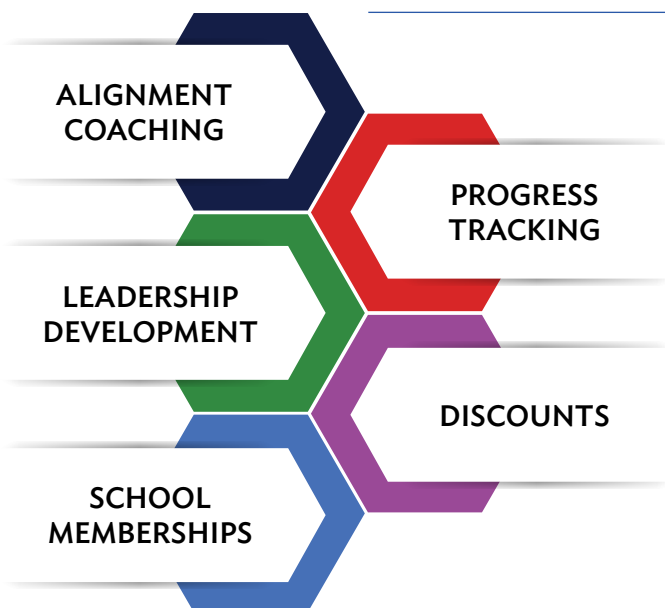 ALIGNMENT
COACHING
PROGRESS
TRACKING
LEADERSHIP
DEVELOPMENT
DISCOUNTS
SCHOOL
MEMBERSHIPS